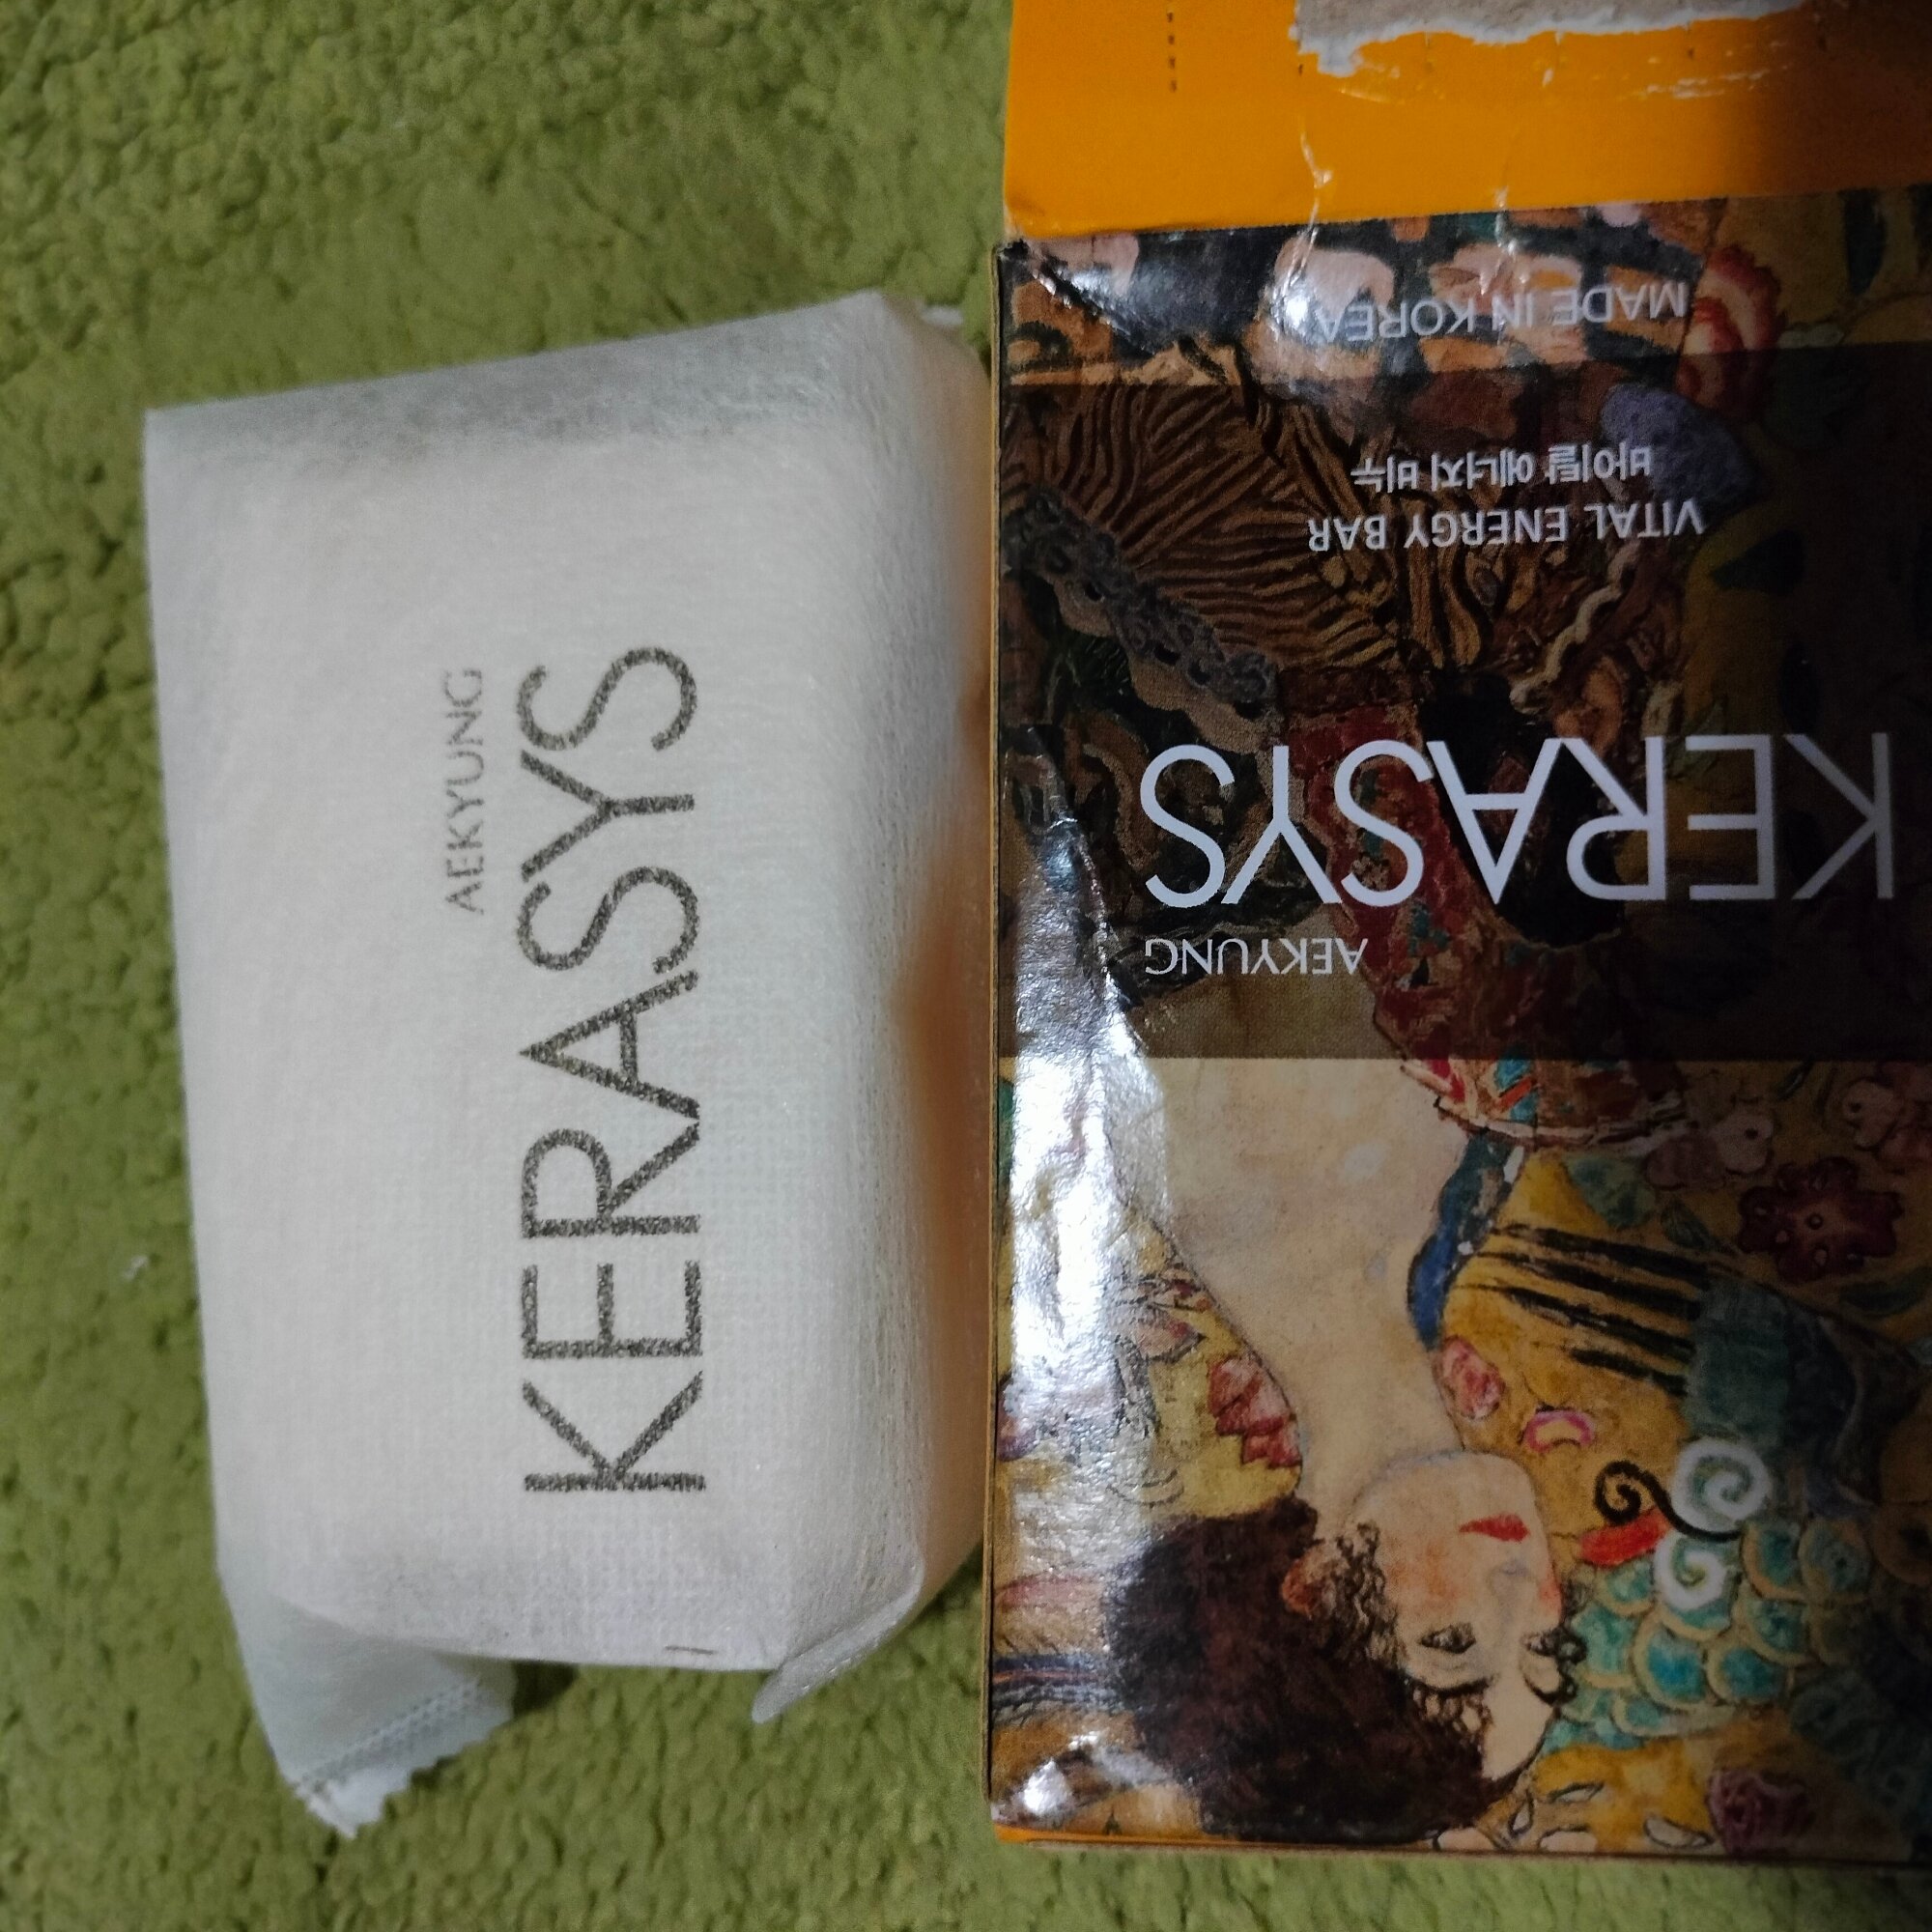 AEKYUNG
KERASYS
AEKYUNG
KERASYS
VITAL ENERGY BAR
바이탈 에너지 비누
MADE IN KOREA